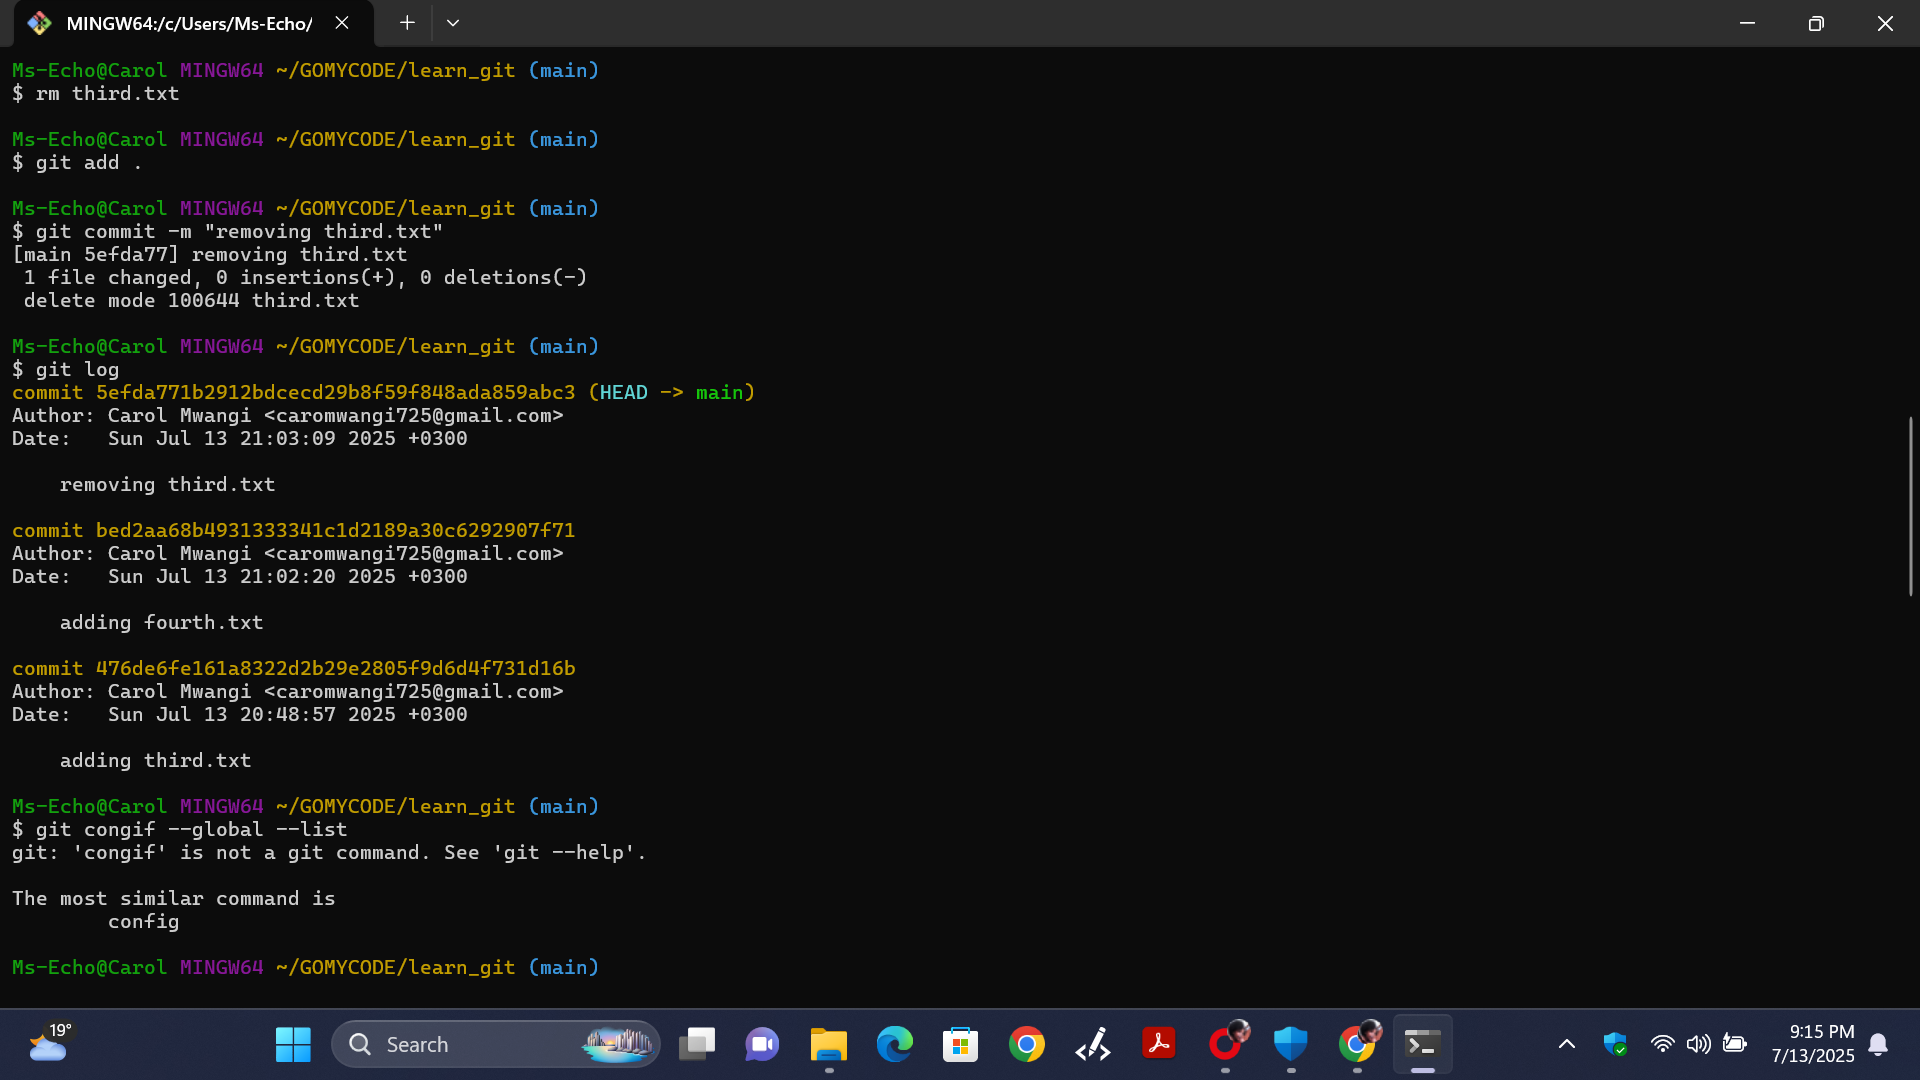 MINGW64:/c/Users/Ms-Echo/
Ms-Echo@Carol MINGW64 ~/GOMYCODE/learn_git (main)
$ rm third.txt
Ms-Echo@Carol MINGW64 ~/GOMYCODE/learn_git (main)
$ git add .
Ms-Echo@Carol MINGW64 ~/GOMYCODE/learn_git (main)
$ git commit -m "removing third.txt"
[main 5efda77] removing third.txt
 1 file changed, 0 insertions(+), 0 deletions(-)
 delete mode 100644 third.txt
Ms-Echo@Carol MINGW64 ~/GOMYCODE/learn_git (main)
$ git log
commit 5efda771b2912bdcecd29b8f59f848ada859abc3 (HEAD -> main)
Author: Carol Mwangi <caromwangi725@gmail.com>
Date:   Sun Jul 13 21:03:09 2025 +0300
    removing third.txt
commit bed2aa68b4931333341c1d2189a30c6292907f71
Author: Carol Mwangi <caromwangi725@gmail.com>
Date:   Sun Jul 13 21:02:20 2025 +0300
    adding fourth.txt
commit 476de6fe161a8322d2b29e2805f9d6d4f731d16b
Author: Carol Mwangi <caromwangi725@gmail.com>
Date:   Sun Jul 13 20:48:57 2025 +0300
    adding third.txt
Ms-Echo@Carol MINGW64 ~/GOMYCODE/learn_git (main)
$ git congif --global --list
git: 'congif' is not a git command. See 'git --help'.
The most similar command is
        config
Ms-Echo@Carol MINGW64 ~/GOMYCODE/learn_git (main)
19°
Search
9:15 PM
7/13/2025